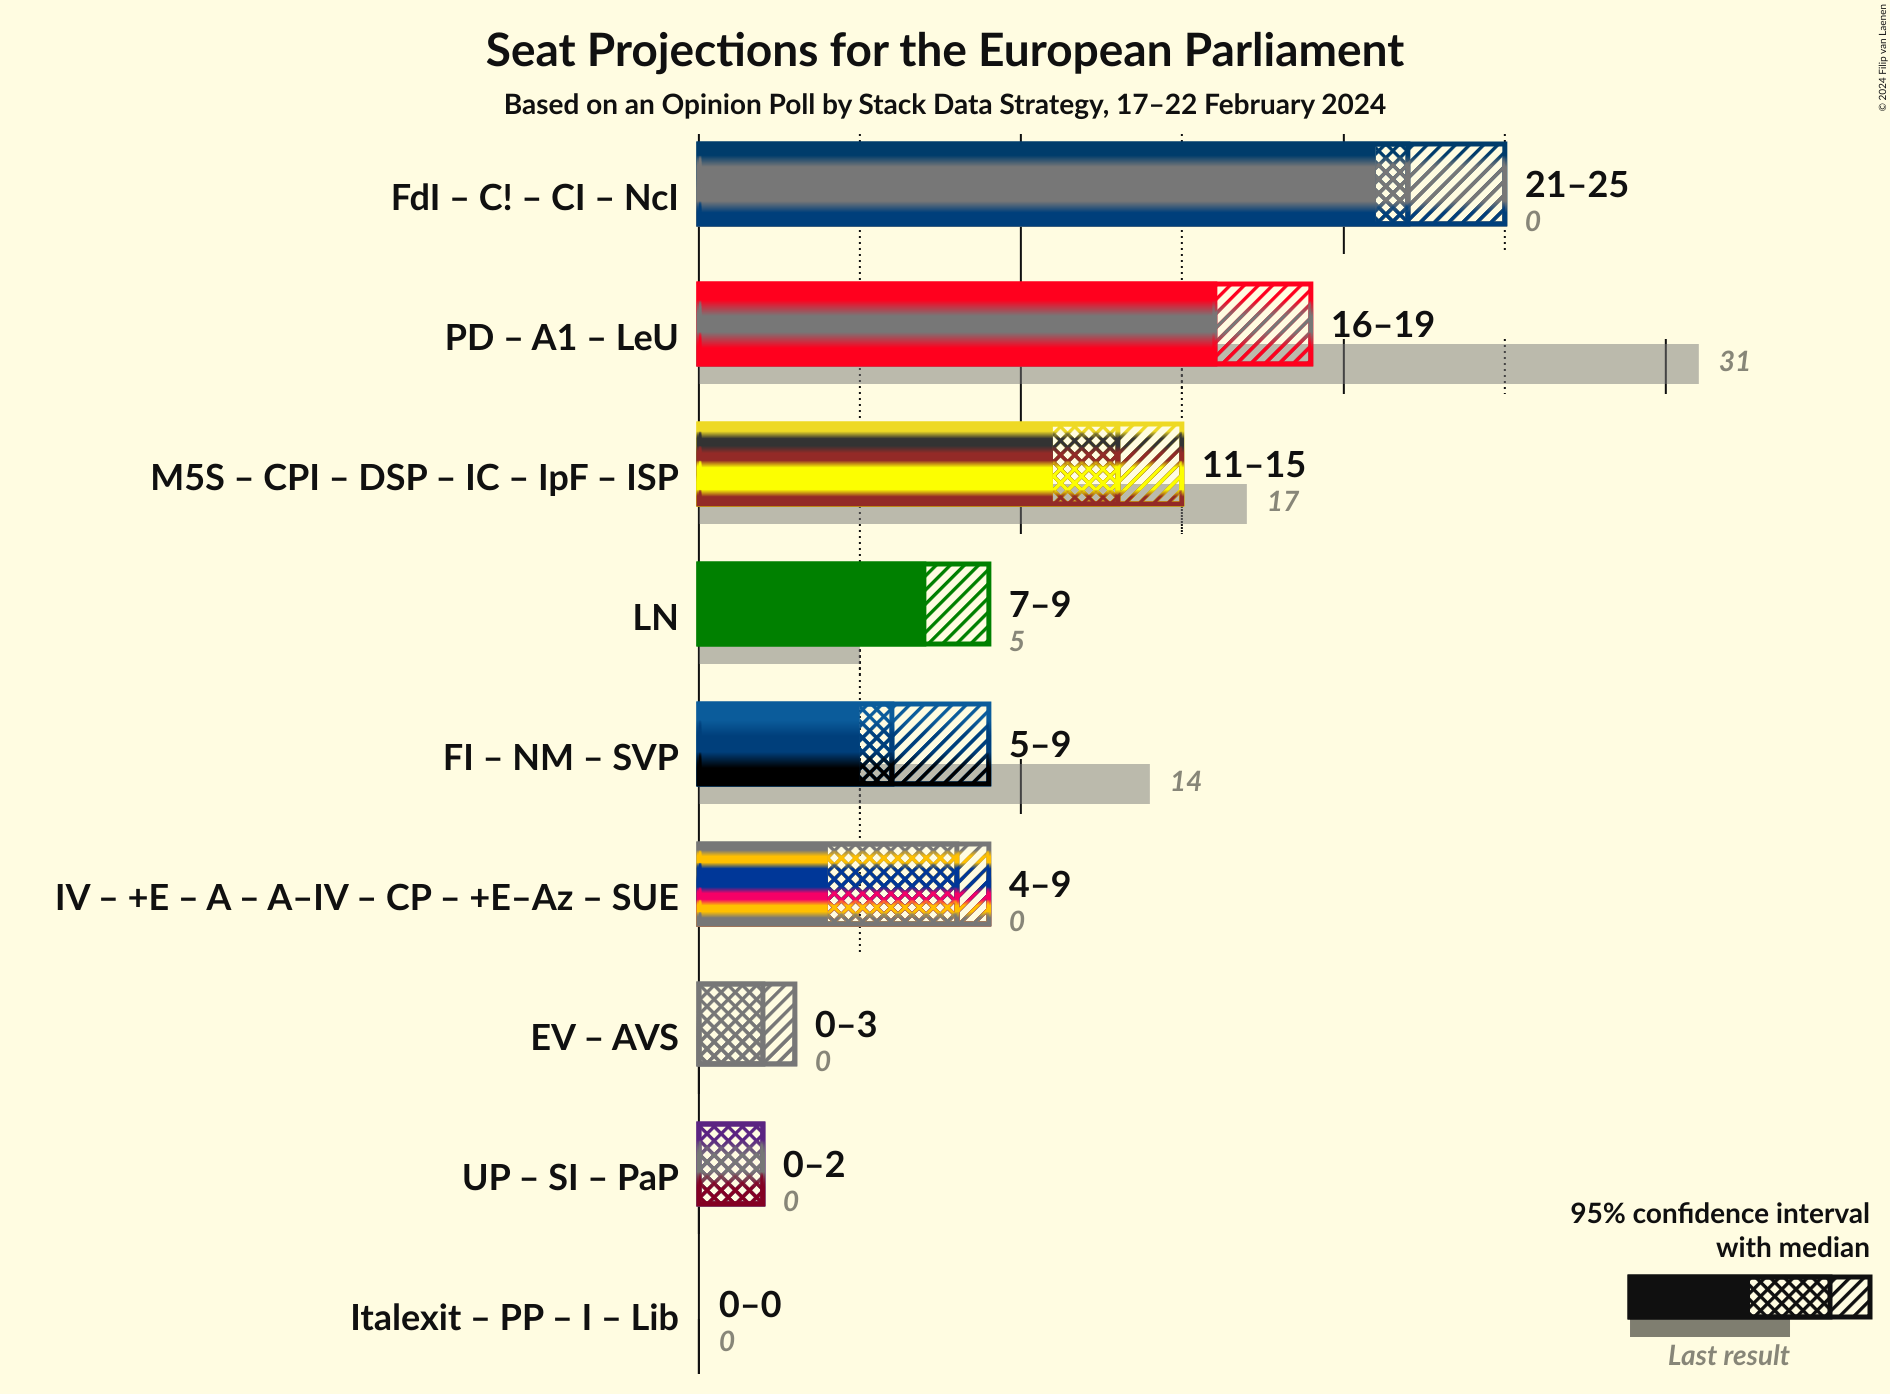 Seat Projections for the European Parliament
Based on an Opinion Poll by Stack Data Strategy, 17–22 February 2024
© 2024 Filip van Laenen
FdI – C! – CI – NcI
21–25
0
PD – A1 – LeU
16–19
31
M5S – CPI – DSP – IC – IpF – ISP
11–15
17
LN
7–9
5
FI – NM – SVP
5–9
14
IV – +E – A – A–IV – CP – +E–Az – SUE
4–9
0
EV – AVS
0–3
0
UP – SI – PaP
0–2
0
Italexit – PP – I – Lib
0–0
0
95% confidence interval
with median
Last result